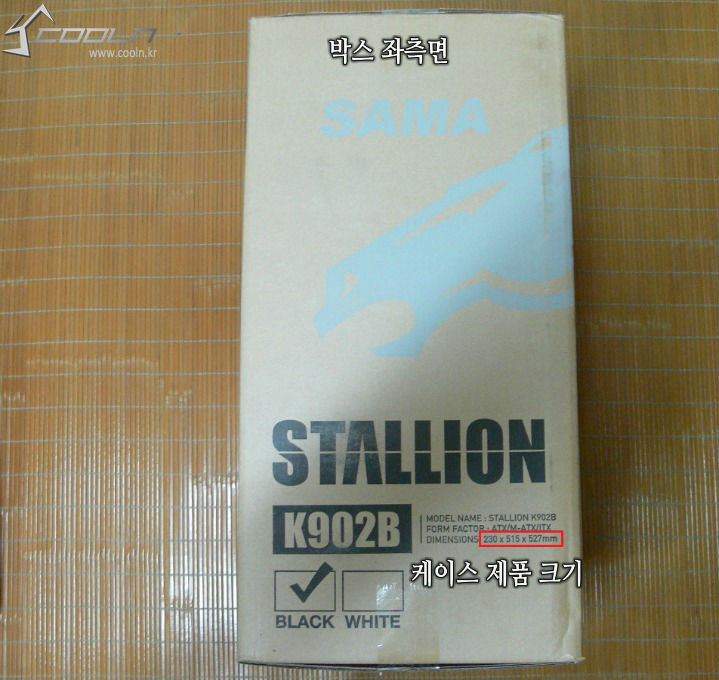 COOLN
www.cooln.kr
박스 좌측면
SAMA
STALLION
K902B
MODEL NAME : STALLION K902B
FORM FACTOR : ATX/M-ATX/ITX
DIMENSIONS 230 x 515 x 527mm
케이스 제품 크기
BLACK WHITE